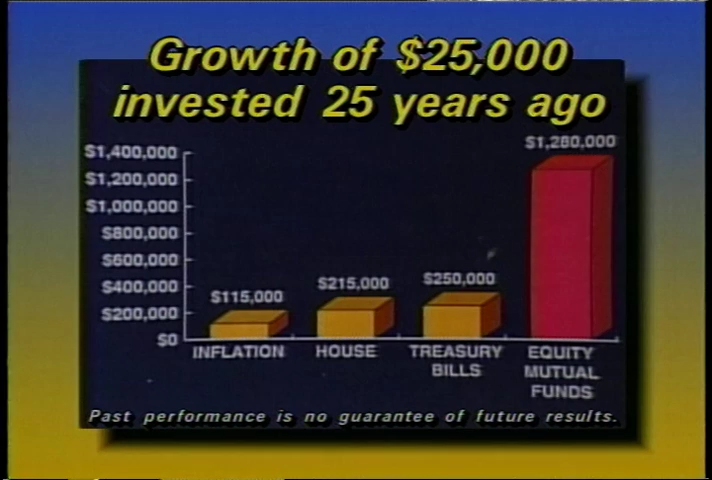 Growth of $25,000
invested 25 years ago
$1,280,000
$1,400,000
$1,200,000
$1,000,000
$800,000
$600,000
$400,000
$200,000
$0
$115,000
$215,000
$250,000
INFLATION
HOUSE
TREASURY
BILLS
EQUITY
MUTUAL
FUNDS
Past performance is no guarantee of future results.